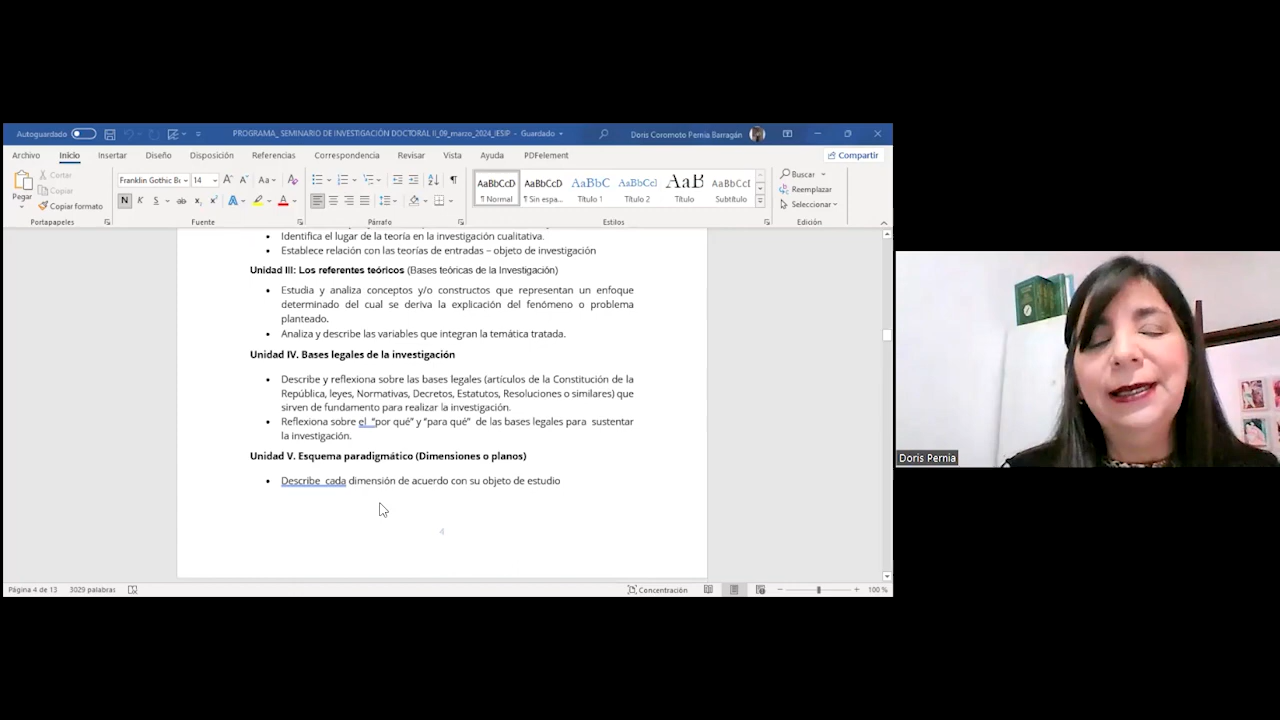 Autoguardado
PROGRAMA_ SEMINARIO DE INVESTIGACIÓN DOCTORAL II_09_marzo_2024_IESIP - Guardado
Doris Coromoto Pernia Barragán
Archivo Inicio Insertar Diseño Disposición Referencias Correspondencia Revisar Vista Ayuda PDFelement Compartir
Pegar
Cortar
Copiar
Copiar formato
Portapapeles
Franklin Gothic B 14
N K S
Fuente
Párrafo
AaBbCcD AaBbCcD AaBbC AaBbCcI AaB AaBbCcI
¶ Normal ¶ Sin espa... Título 1 Título 2 Título Subtítulo
Estilos
Buscar
Reemplazar
Seleccionar
Edición
• Identifica el lugar de la teoría en la investigación cualitativa.
• Establece relación con las teorías de entradas – objeto de investigación
Unidad III: Los referentes teóricos (Bases teóricas de la Investigación)
• Estudia y analiza conceptos y/o constructos que representan un enfoque
determinado del cual se deriva la explicación del fenómeno o problema
planteado.
• Analiza y describe las variables que integran la temática tratada.
Unidad IV. Bases legales de la investigación
• Describe y reflexiona sobre las bases legales (artículos de la Constitución de la
República, leyes, Normativas, Decretos, Estatutos, Resoluciones o similares) que
sirven de fundamento para realizar la investigación.
• Reflexiona sobre el “por qué” y “para qué” de las bases legales para sustentar
la investigación.
Unidad V. Esquema paradigmático (Dimensiones o planos)
• Describe cada dimensión de acuerdo con su objeto de estudio
4
Página 4 de 13 3029 palabras Concentración 100 %
Doris Pernia